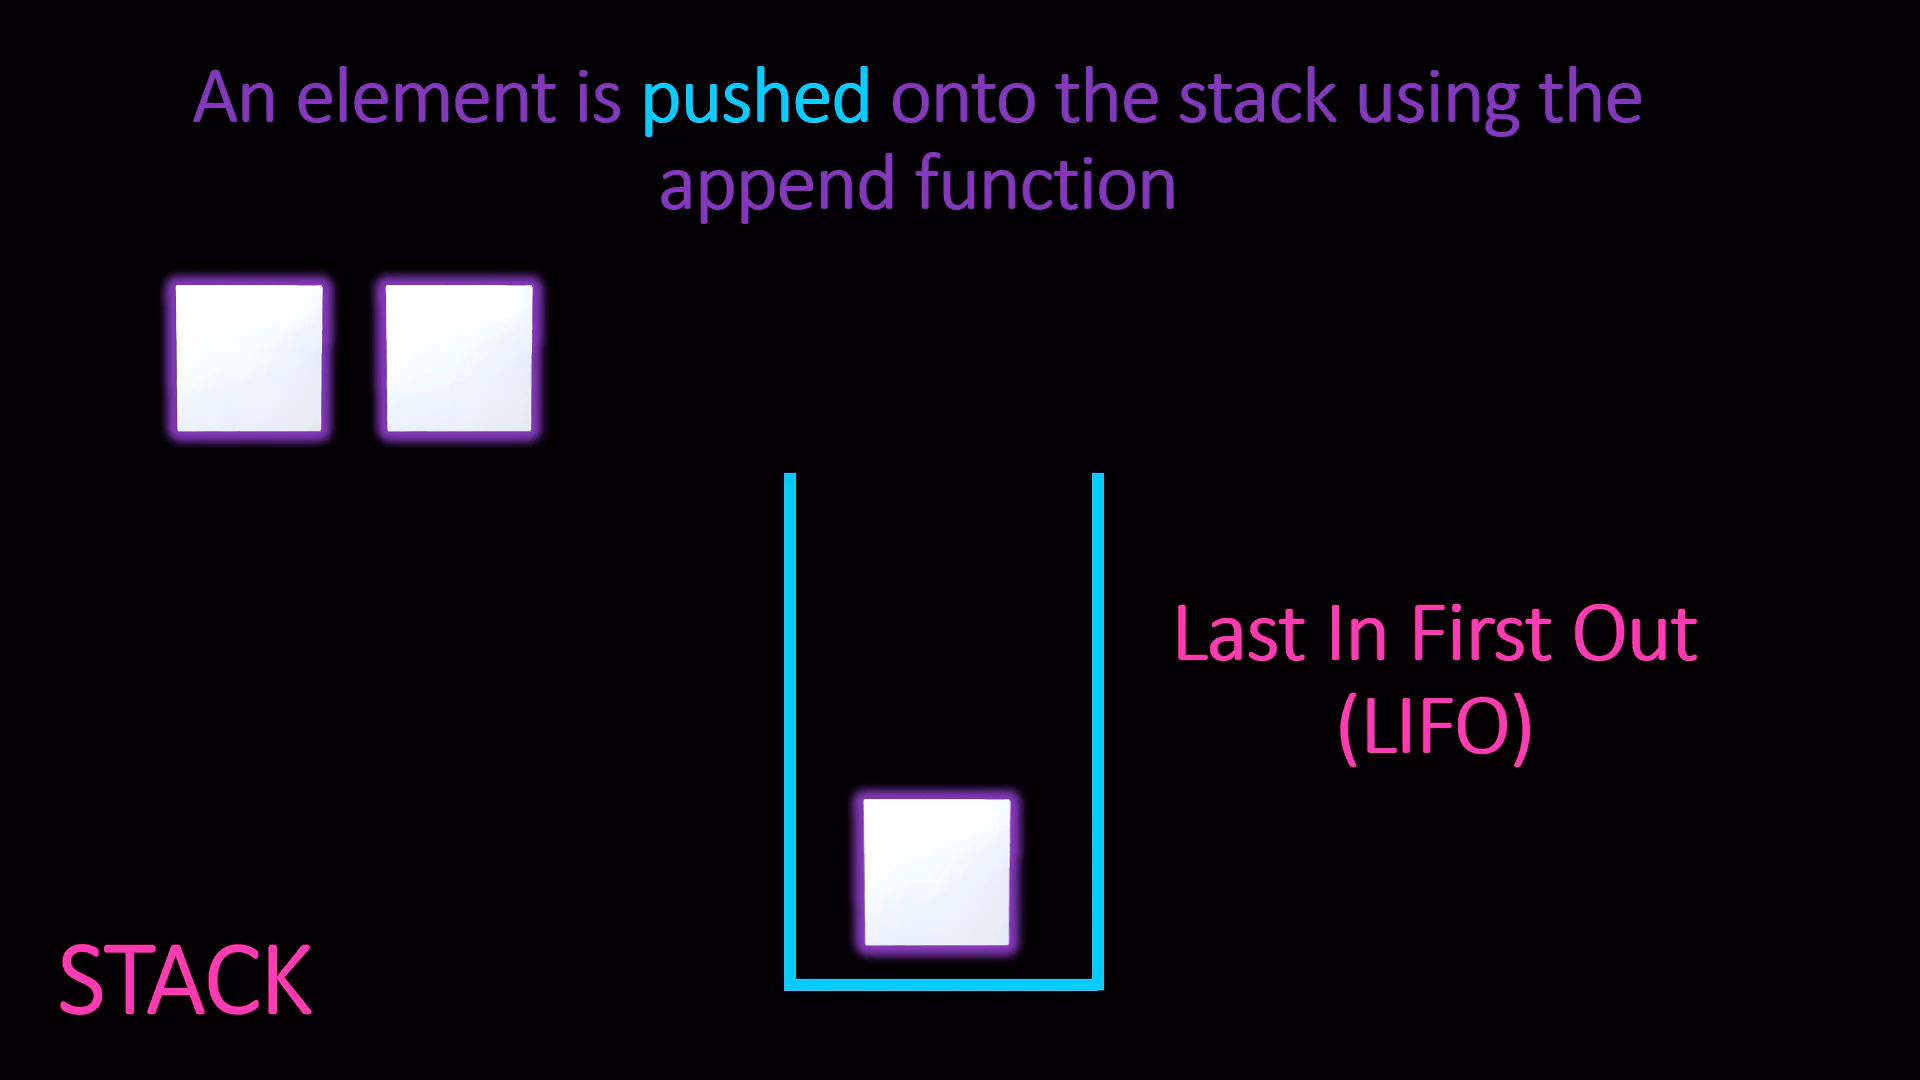 An element is pushed onto the stack using the
append function
Last In First Out
(LIFO)
STACK